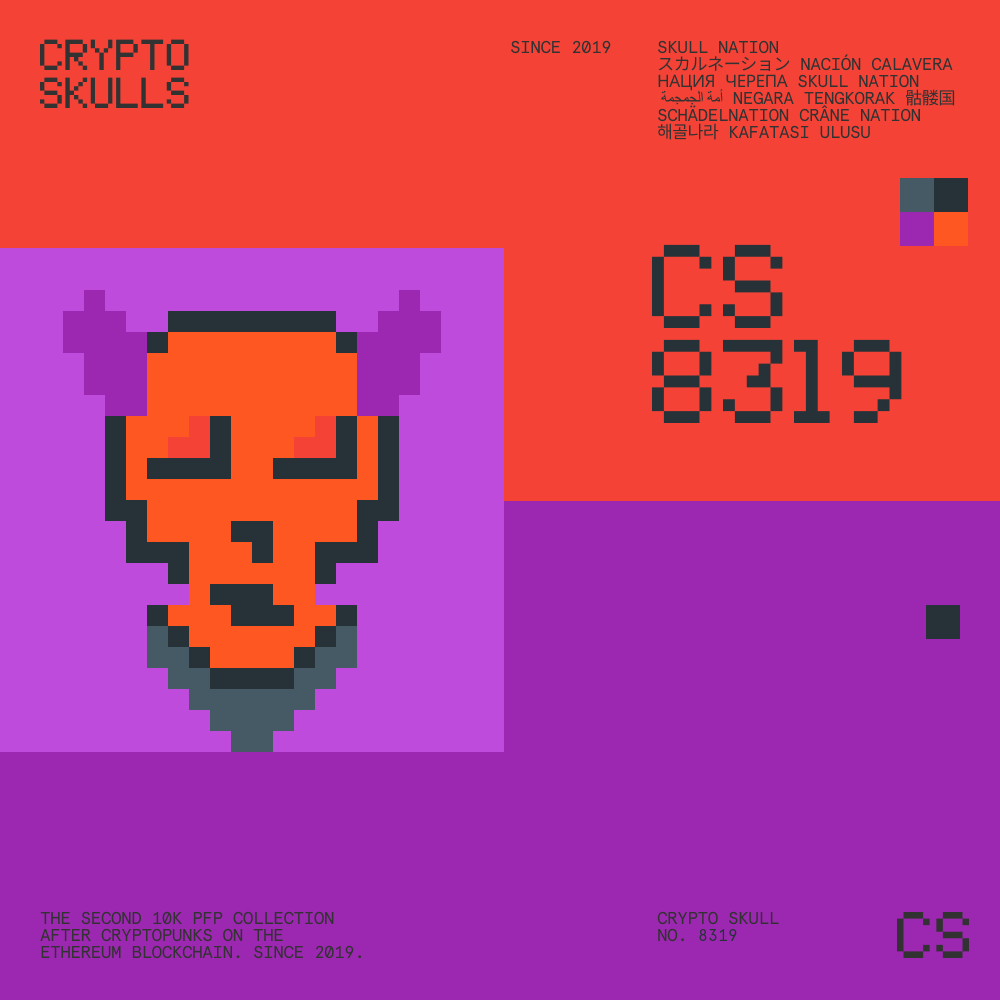 CRYPTO
SKULLS
SINCE 2019
SKULL NATION
スカルネーション NACIÓN CALAVERA
НАЦИЯ ЧЕРЕПА SKULL NATION
أمة الجمجمة NEGARA TENGKORAK 骷髅国
SCHÄDELNATION CRÂNE NATION
해골나라 KAFATASI ULUSU
CS
8319
THE SECOND 10K PFP COLLECTION
AFTER CRYPTOPUNKS ON THE
ETHEREUM BLOCKCHAIN. SINCE 2019.
CRYPTO SKULL
NO. 8319
CS